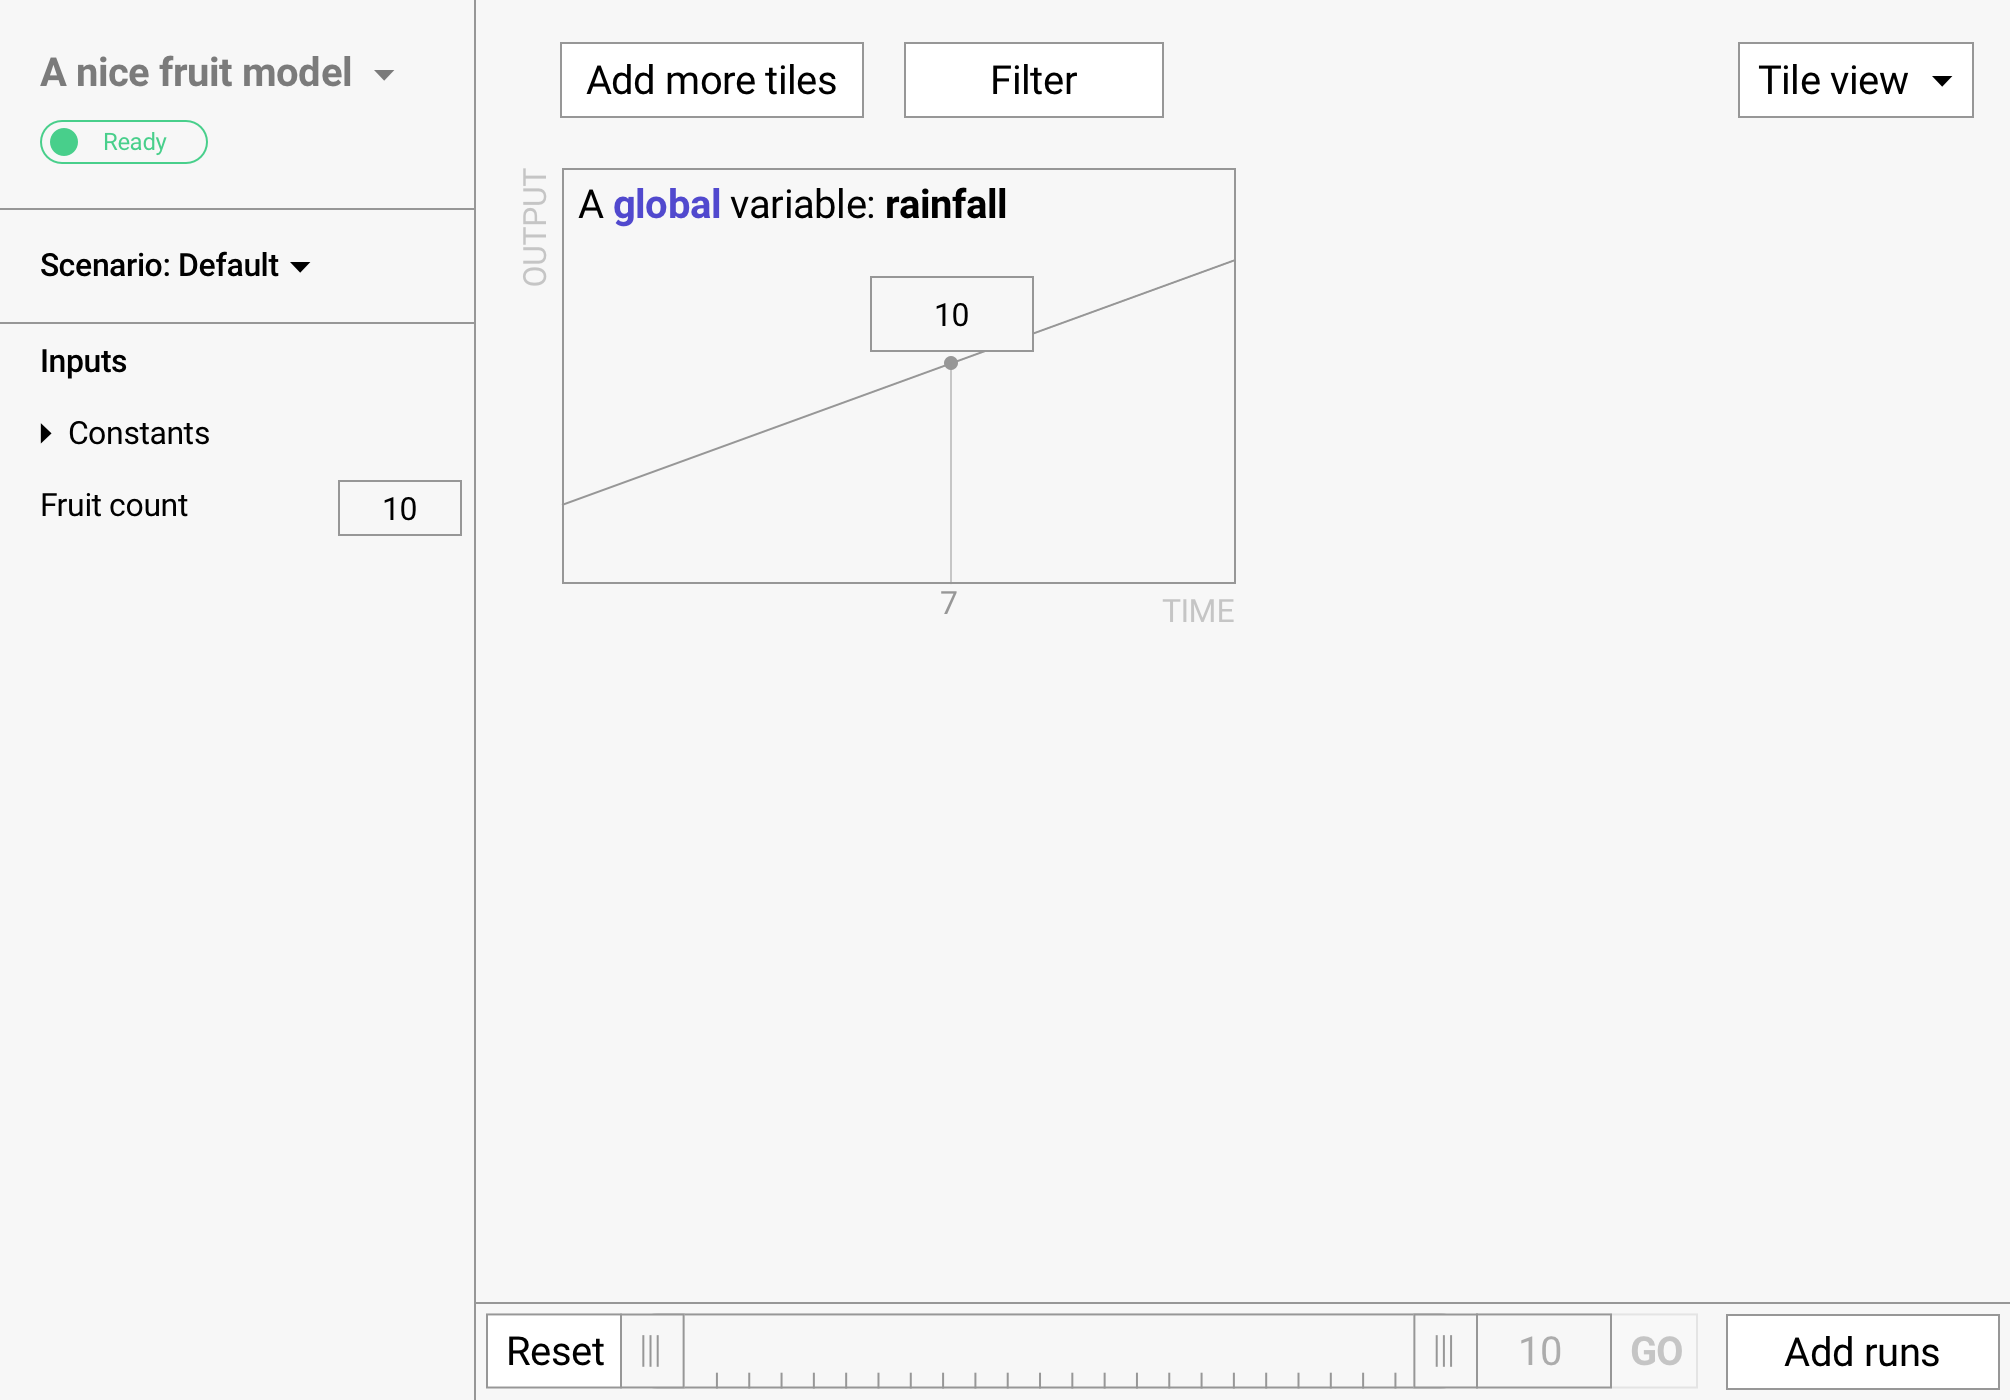 A nice fruit model
Ready
Scenario: Default
Inputs
Constants
Fruit count
10
Add more tiles
Filter
Tile view
OUTPUT
A global variable: rainfall
10
7
TIME
Reset
10
GO
Add runs